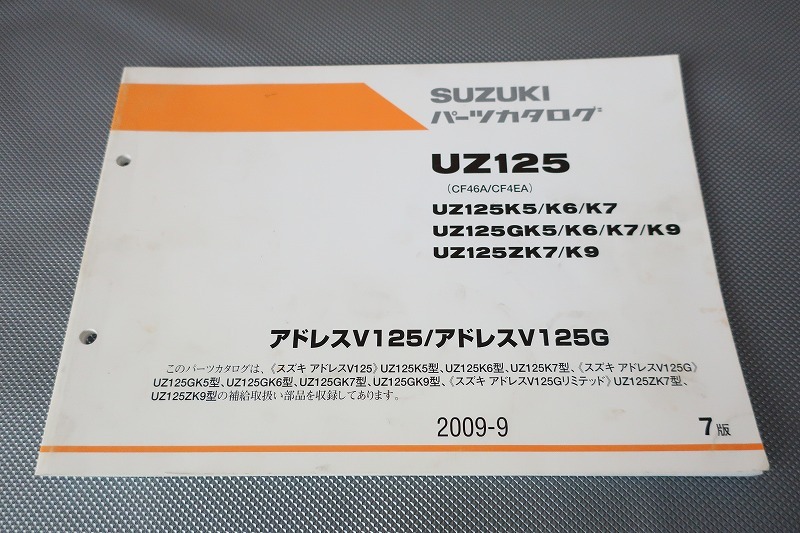 SUZUKI
パーツカタログ
UZ125
(CF46A/CF4EA)
UZ125K5/K6/K7
UZ125GK5/K6/K7/K9
UZ125ZK7/K9
アドレスV125/アドレスV125G
このパーツカタログは、《スズキ アドレスV125》UZ125K5型、UZ125K6型、UZ125K7型、《スズキ アドレスV125G》
UZ125GK5型、UZ125GK6型、UZ125GK7型、UZ125GK9型、《スズキ アドレスV125Gリミテッド》UZ125ZK7型、
UZ125ZK9型の補給取扱い部品を収録してあります。
2009-9
7版